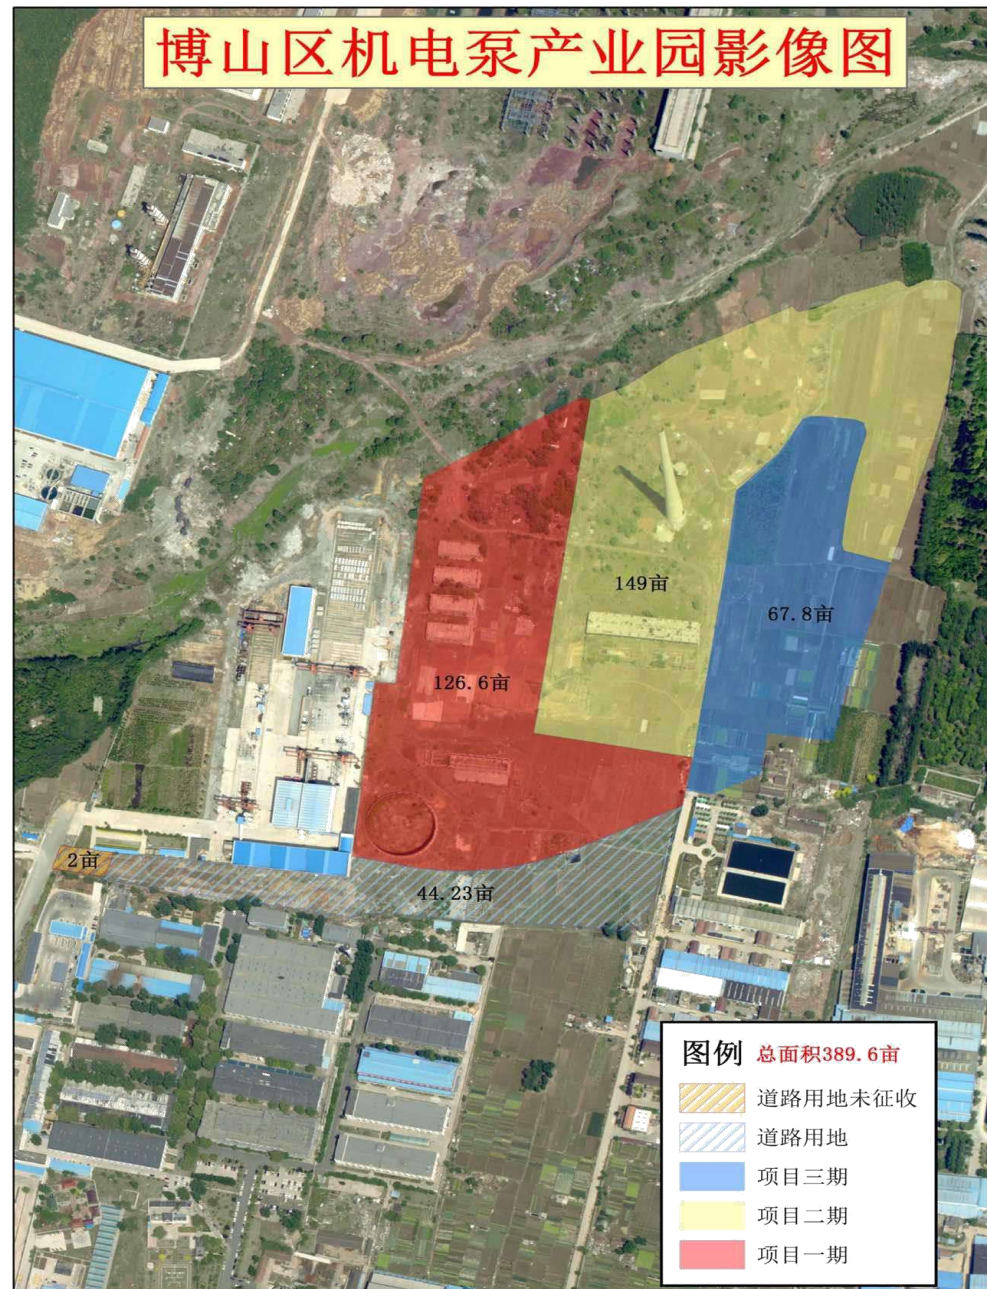 博山区机电泵产业园影像图
149亩
67.8亩
126.6亩
2亩
44.23亩
图例 总面积389.6亩
道路用地未征收
道路用地
项目三期
项目二期
项目一期